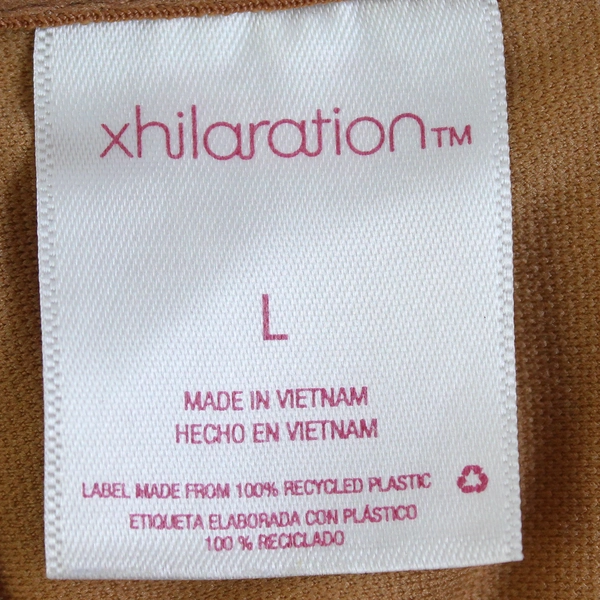 xhilaration™
L
MADE IN VIETNAM
HECHO EN VIETNAM
LABEL MADE FROM 100% RECYCLED PLASTIC
ETIQUETA ELABORADA CON PLÁSTICO
100 % RECICLADO